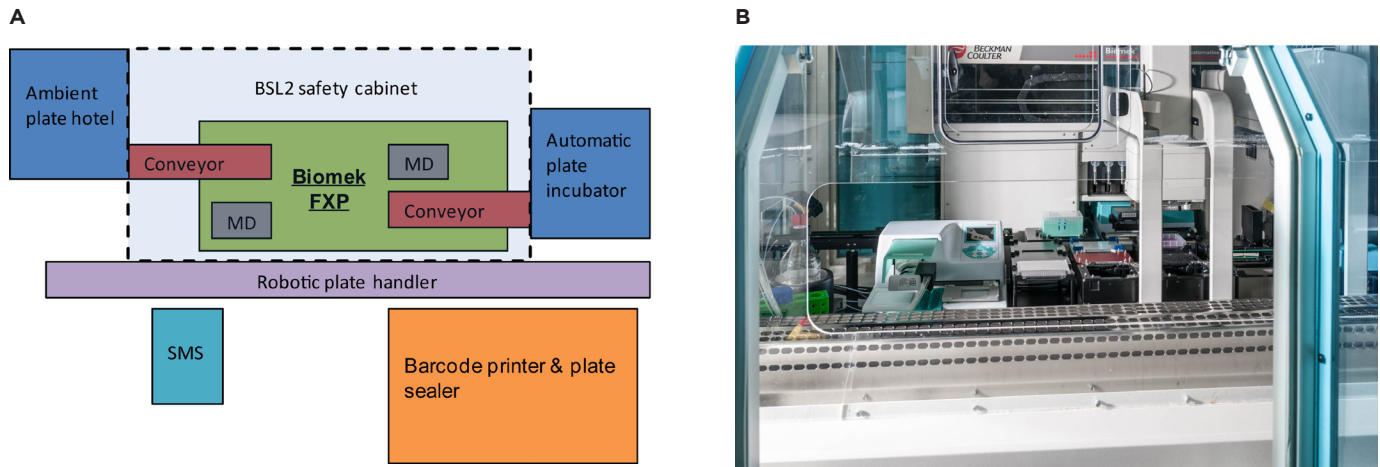 A
B
Ambient
plate hotel
BSL2 safety cabinet
Conveyor
MD
Biomek
FXP
MD
Conveyor
Automatic
plate
incubator
Robotic plate handler
SMS
Barcode printer & plate
sealer
BECKMAN
COULTER
Biomek